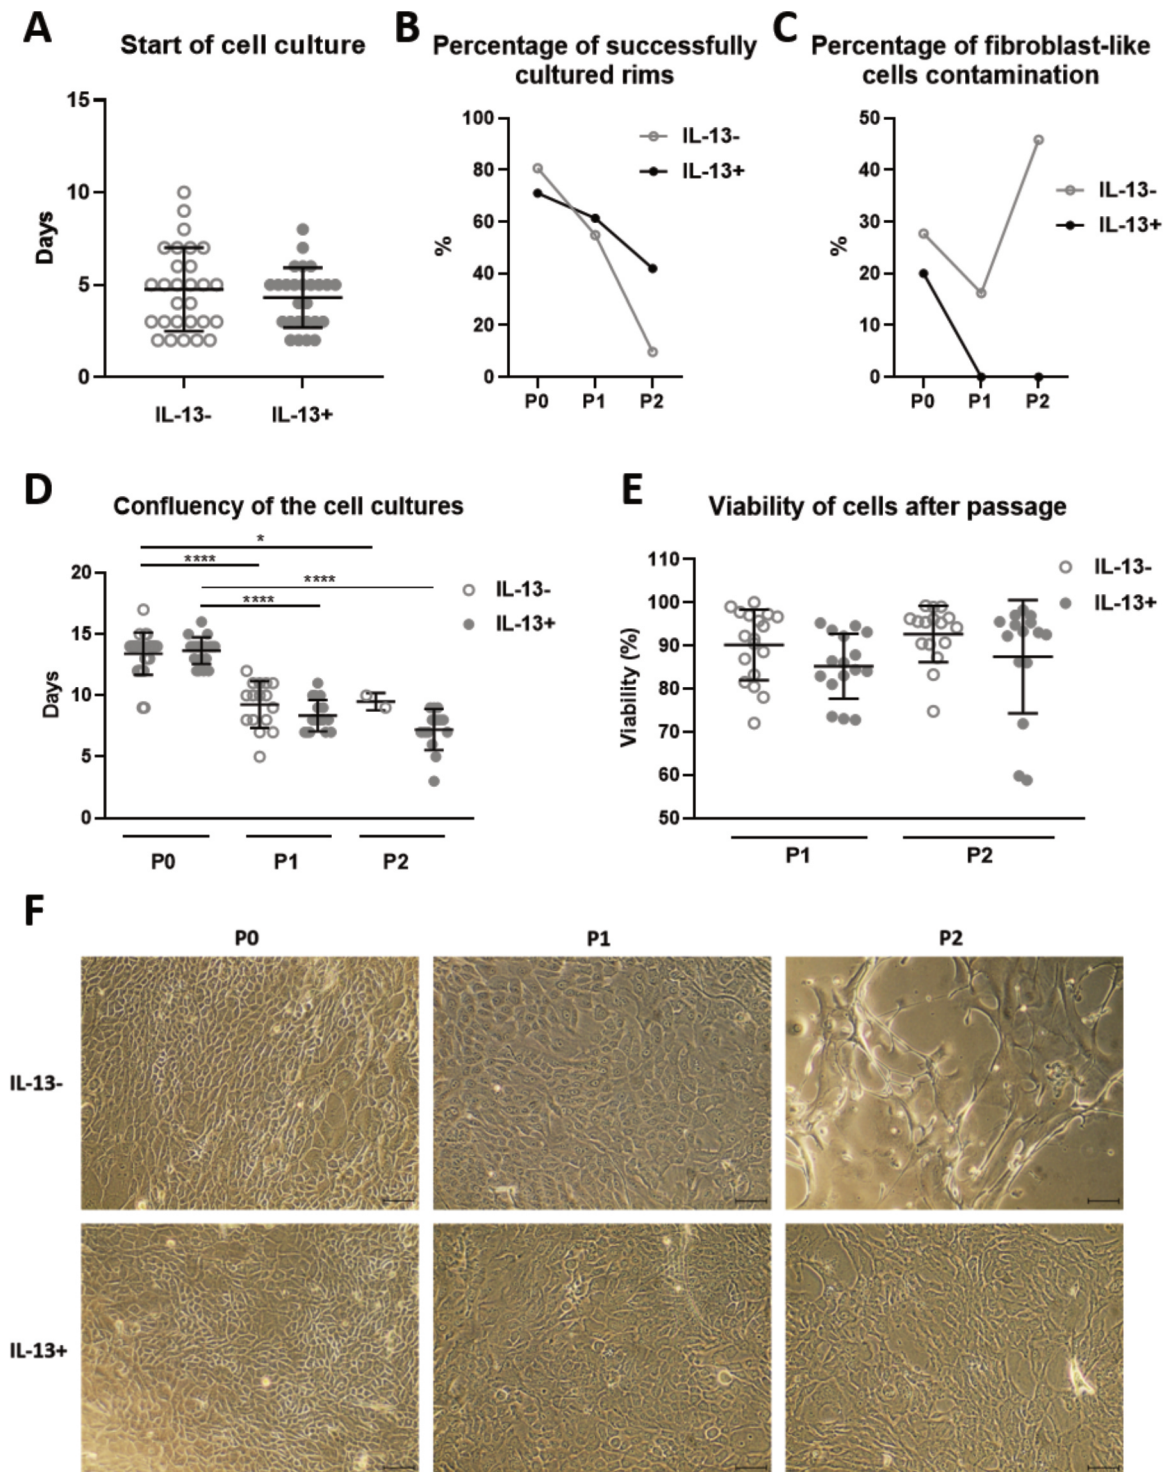 A
Start of cell culture
15
10
5
0
Days
IL-13-
IL-13+
B
Percentage of successfully
cultured rims
100
80
60
40
20
0
%
IL-13-
IL-13+
P0
P1
P2
C
Percentage of fibroblast-like
cells contamination
50
40
30
20
10
0
%
IL-13-
IL-13+
P0
P1
P2
D
Confluency of the cell cultures
*
****
****
****
20
15
10
5
0
Days
IL-13-
IL-13+
P0
P1
P2
E
Viability of cells after passage
110
100
90
80
70
60
50
Viability (%)
IL-13-
IL-13+
P1
P2
F
P0
P1
P2
IL-13-
IL-13+